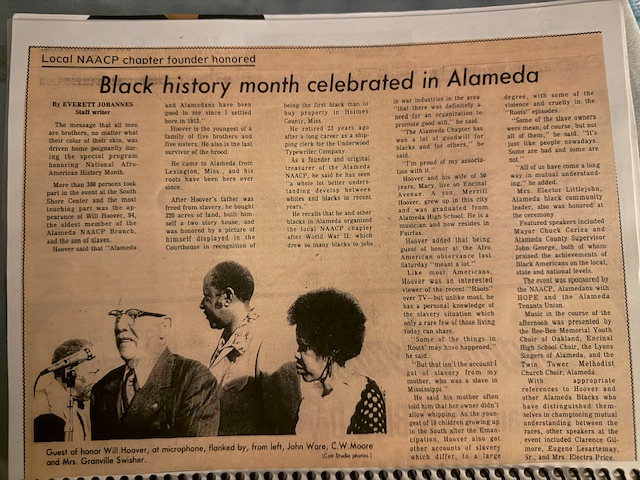 Local NAACP chapter founder honored
Black history month celebrated in Alameda
By EVERETT JOHANNES
Staff writer
The message that all men
are brothers, no matter what
their color of their skin, was
driven home poignantly dur-
ing the special program
honoring National Afro-
American History Month.
More than 300 persons took
part in the event at the South
Shore Center and the most
touching part was the ap-
pearance of Will Hoover, 84,
the oldest member of the
Alameda NAACP Branch,
and the son of slaves.
Hoover said that "Alameda
and Alamedans have been
good to me since I settled
here in 1913."
Hoover is the youngest of a
family of five brothers and
five sisters. He is also the last
survivor of the brood.
He came to Alameda from
Lexington, Miss., and his
roots have been here ever
since.
After Hoover's father was
freed from slavery, he bought
220 acres of land, built him-
self a two story house, and
was honored by a picture of
himself displayed in the
Courthouse in recognition of
being the first black man to
buy property in Holmes
County, Miss.
He retired 23 years ago
after a long career as a ship-
ping clerk for the Underwood
Typewriter Company.
As a founder and original
treasurer of the Alameda
NAACP, he said he has seen
"a whole lot better under-
standing develop between
whites and blacks in recent
years."
He recalls that he and other
blacks in Alameda organized
the local NAACP chapter
after World War II, which
drew so many blacks to jobs
in war industries in the area
"that there was definitely a
need for an organization to
promote good will," he said.
"The Alameda Chapter has
won a lot of goodwill for
blacks and for others," he
said.
"I'm proud of my associa-
tion with it."
Hoover and his wife of 50
years, Mary, live on Encinal
Avenue. A son, Merrill
Hoover, grew up in this city
and was graduated from
Alameda High School. He is a
musician and now resides in
Fairfax.
Hoover added that being
guest of honor at the Afro
American observance last
Saturday "meant a lot."
Like most Americans,
Hoover was an interested
viewer of the recent "Roots"
over TV—but unlike most, he
has a personal knowledge of
the slavery situation which
only a rare few of those living
today can share.
"Some of the things in
'Roots' may have happened,"
he said.
"But that isn't the account I
got of slavery from my
mother, who was a slave in
Mississippi."
He said his mother often
told him that her owner didn't
allow whipping. As the youn-
gest of 10 children growing up
in the South after the Eman-
cipation, Hoover also got
other accounts of slavery
which differ, to a large
degree, with some of the
violence and cruelty in the
"Roots" episodes.
"Some of the slave owners
were mean, of course, but not
all of them," he said. "It's
just like people nowadays.
Some are bad and some are
not."
"All of us have come a long
way in mutual understand-
ing," he added.
Mrs. Elector Littlejohn,
Alameda black community
leader, also was honored at
the ceremony.
Featured speakers included
Mayor Chuck Corica and
Alameda County Supervisor
John George, both of whom
praised the achievements of
Black Americans on the local,
state and national levels.
The event was sponsored by
the NAACP, Alamedans with
HOPE and the Alameda
Tenants Union.
Music in the course of the
afternoon was presented by
the Bee-Bee Memorial Youth
Choir of Oakland, Encinal
High School Choir, the Lyons
Singers of Alameda, and the
Twin Tower Methodist
Church Choir, Alameda.
With appropriate
references to Hoover and
other Alameda Blacks who
have distinguished them-
selves in championing mutual
understanding between the
races, other speakers at the
event included Clarence Gil-
more, Eugene Lesartemay,
Sr., and Mrs. Electra Price.
Guest of honor Will Hoover, at microphone, flanked by, from left, John Ware, C.W.Moore
and Mrs. Granville Swisher.
(Colt Studio photos.)